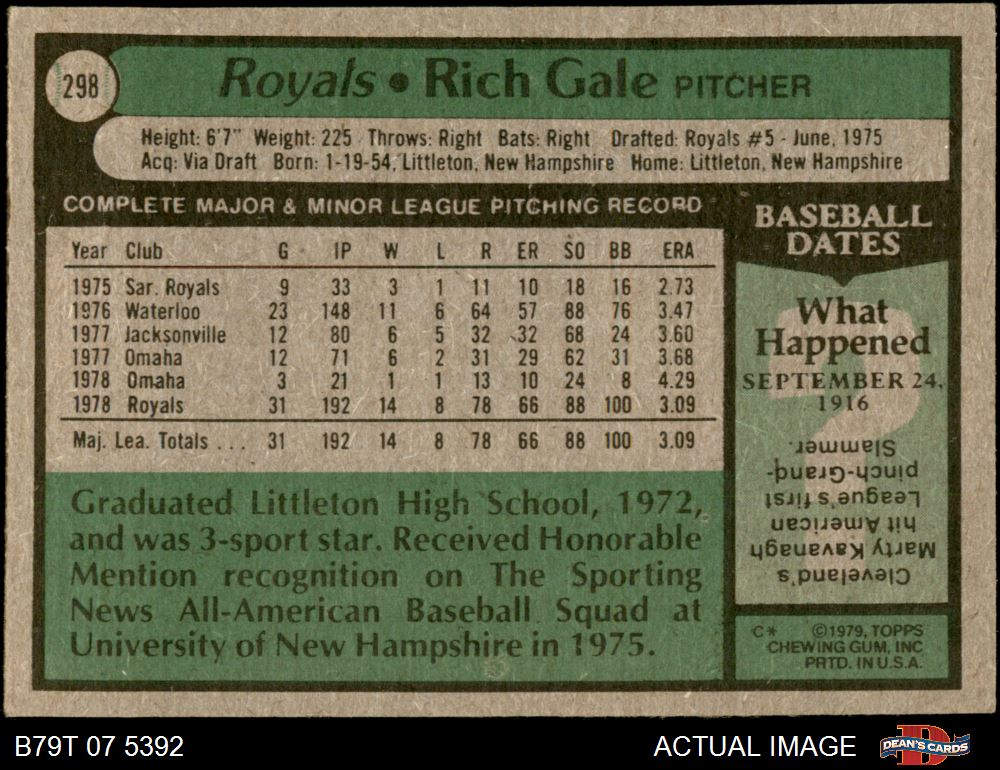 298
Royals • Rich Gale PITCHER
Height: 6'7" Weight: 225 Throws: Right Bats: Right Drafted: Royals #5 - June, 1975
Acq: Via Draft Born: 1-19-54, Littleton, New Hampshire Home: Littleton, New Hampshire
COMPLETE MAJOR & MINOR LEAGUE PITCHING RECORD
Year Club G IP W L R ER SO BB ERA
1975 Sar. Royals 9 33 3 1 11 10 18 16 2.73
1976 Waterloo 23 148 11 6 64 57 88 76 3.47
1977 Jacksonville 12 80 6 5 32 32 68 24 3.60
1977 Omaha 12 71 6 2 31 29 62 31 3.68
1978 Omaha 3 21 1 1 13 10 24 8 4.29
1978 Royals 31 192 14 8 78 66 88 100 3.09
Maj. Lea. Totals . . . 31 192 14 8 78 66 88 100 3.09
Graduated Littleton High School, 1972,
and was 3-sport star. Received Honorable
Mention recognition on The Sporting
News All-American Baseball Squad at
University of New Hampshire in 1975.
BASEBALL
DATES
What
Happened
SEPTEMBER 24,
1916
?
Cleveland's
Marty Kavanagh
hit American
League's first
pinch-Grand-
Slammer.
C* ©1979, TOPPS
CHEWING GUM, INC
PRTD. IN U.S.A.
B79T 07 5392
ACTUAL IMAGE
D
DEAN'S CARDS